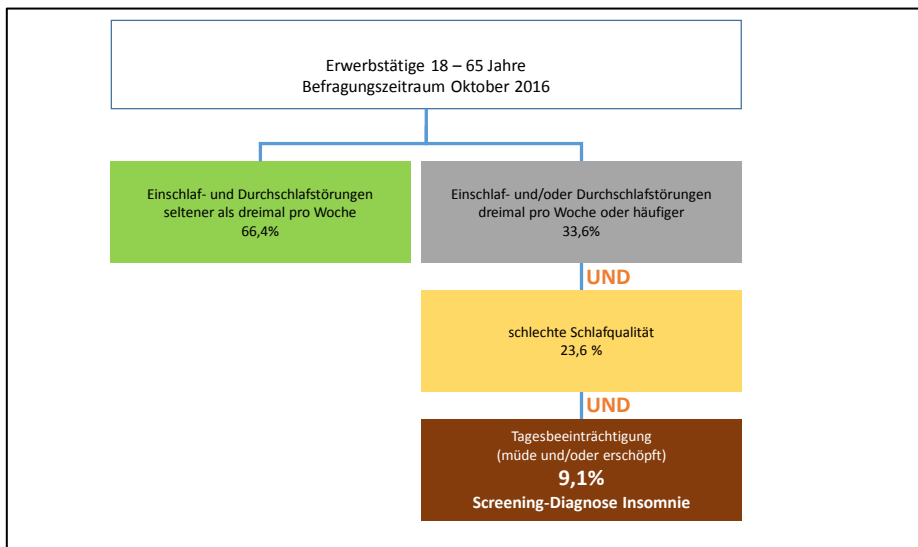 Erwerbstätige 18 – 65 Jahre
Befragungszeitraum Oktober 2016
Einschlaf- und Durchschlafstörungen
seltener als dreimal pro Woche
66,4%
Einschlaf- und/oder Durchschlafstörungen
dreimal pro Woche oder häufiger
33,6%
UND
schlechte Schlafqualität
23,6 %
UND
Tagesbeeinträchtigung
(müde und/oder erschöpft)
9,1%
Screening-Diagnose Insomnie